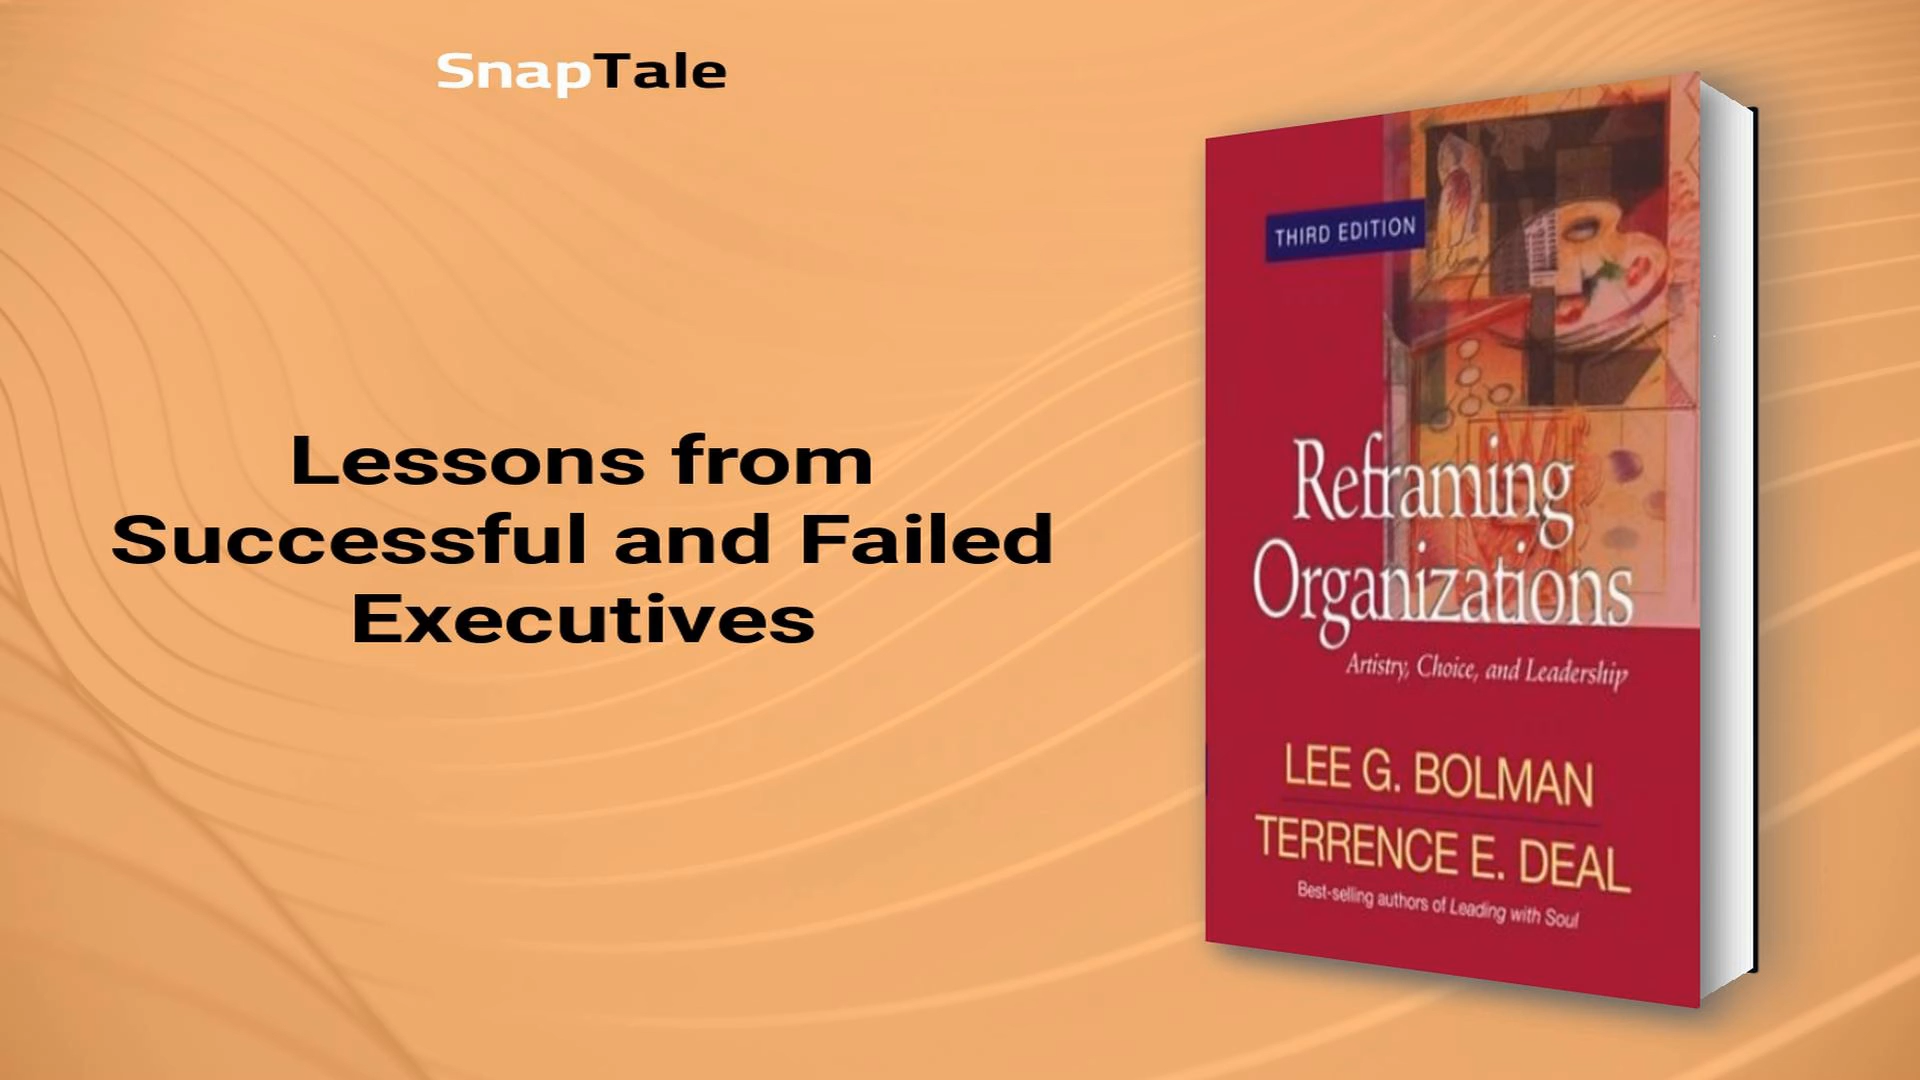 SnapTale
Lessons from
Successful and Failed
Executives
THIRD EDITION
Reframing
Organizations
Artistry, Choice, and Leadership
LEE G. BOLMAN
TERRENCE E. DEAL
Best-selling authors of Leading with Soul